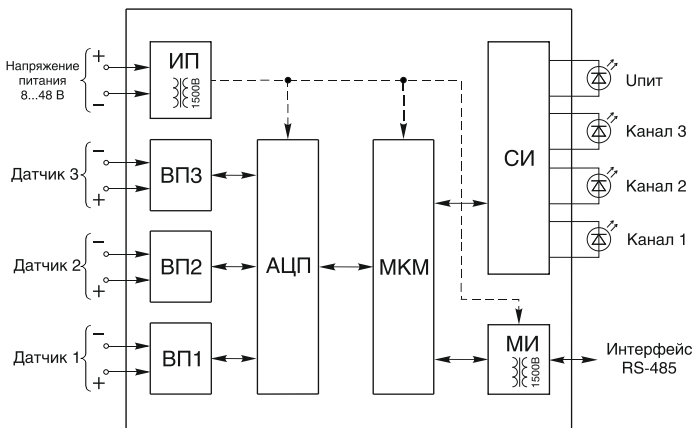 Напряжение
питания
8...48 В
+
−
ИП
1500В
Uпит
Датчик 3
−
+
ВП3
Канал 3
СИ
Канал 2
Датчик 2
−
+
ВП2
АЦП
МКМ
Канал 1
Датчик 1
−
+
ВП1
МИ
1500В
Интерфейс
RS-485